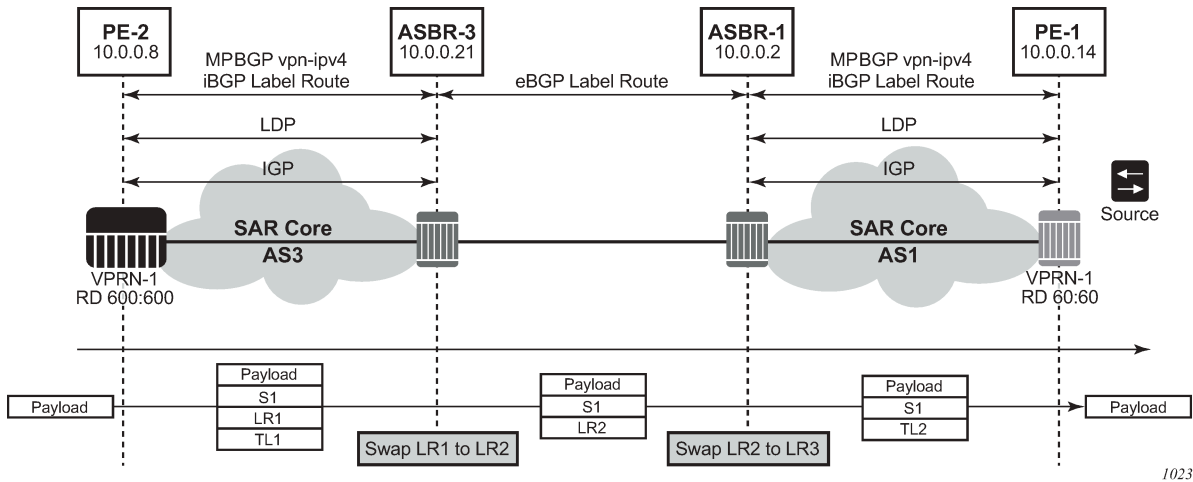 PE-2
10.0.0.8
ASBR-3
10.0.0.21
ASBR-1
10.0.0.2
PE-1
10.0.0.14
MPBGP vpn-ipv4
iBGP Label Route
eBGP Label Route
MPBGP vpn-ipv4
iBGP Label Route
LDP
LDP
IGP
IGP
SAR Core
AS3
SAR Core
AS1
Source
VPRN-1
RD 600:600
VPRN-1
RD 60:60
Payload
Payload
S1
LR1
TL1
Payload
S1
LR2
Payload
S1
TL2
Payload
Swap LR1 to LR2
Swap LR2 to LR3
1023